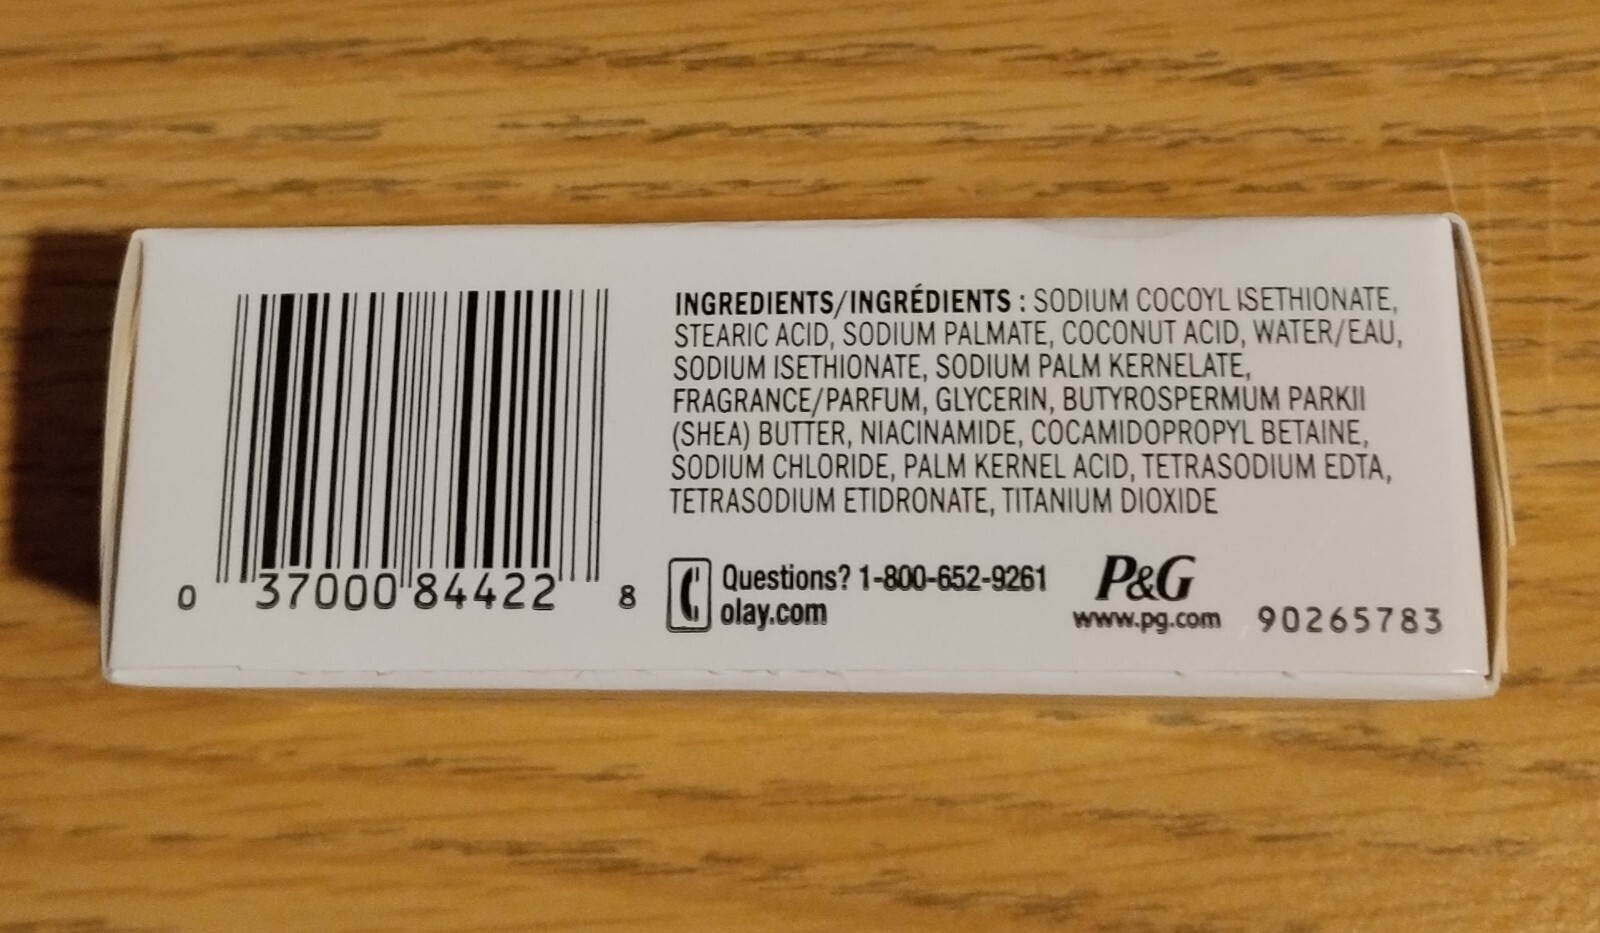 INGREDIENTS/INGRÉDIENTS : SODIUM COCOYL ISETHIONATE,
STEARIC ACID, SODIUM PALMATE, COCONUT ACID, WATER/EAU,
SODIUM ISETHIONATE, SODIUM PALM KERNELATE,
FRAGRANCE/PARFUM, GLYCERIN, BUTYROSPERMUM PARKII
(SHEA) BUTTER, NIACINAMIDE, COCAMIDOPROPYL BETAINE,
SODIUM CHLORIDE, PALM KERNEL ACID, TETRASODIUM EDTA,
TETRASODIUM ETIDRONATE, TITANIUM DIOXIDE
0 37000 84422 8
Questions? 1-800-652-9261
olay.com
P&G
www.pg.com
90265783